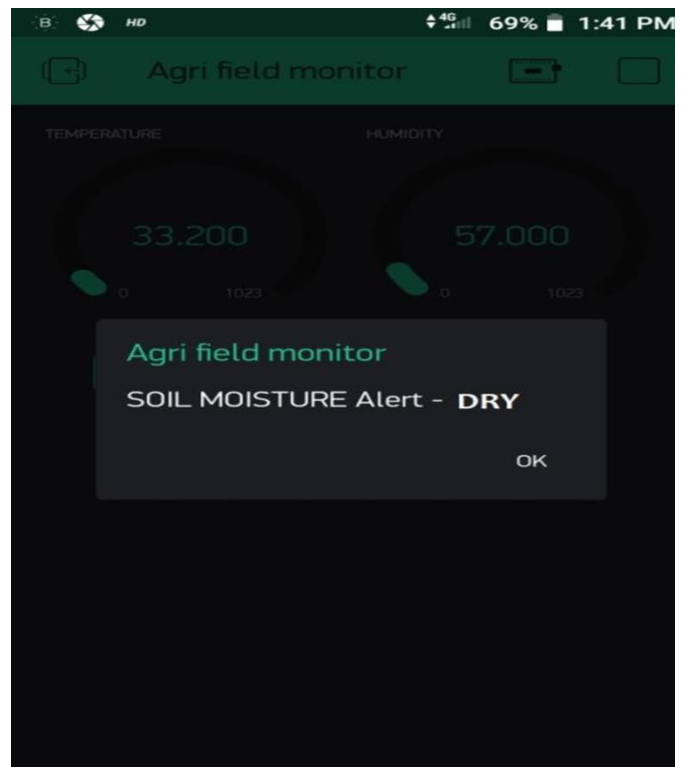 B HD 4G 69% 1:41 PM
Agri field monitor
TEMPERATURE HUMIDITY
33.200 57.000
0 1023 0 1023
Agri field monitor
SOIL MOISTURE Alert - DRY
OK